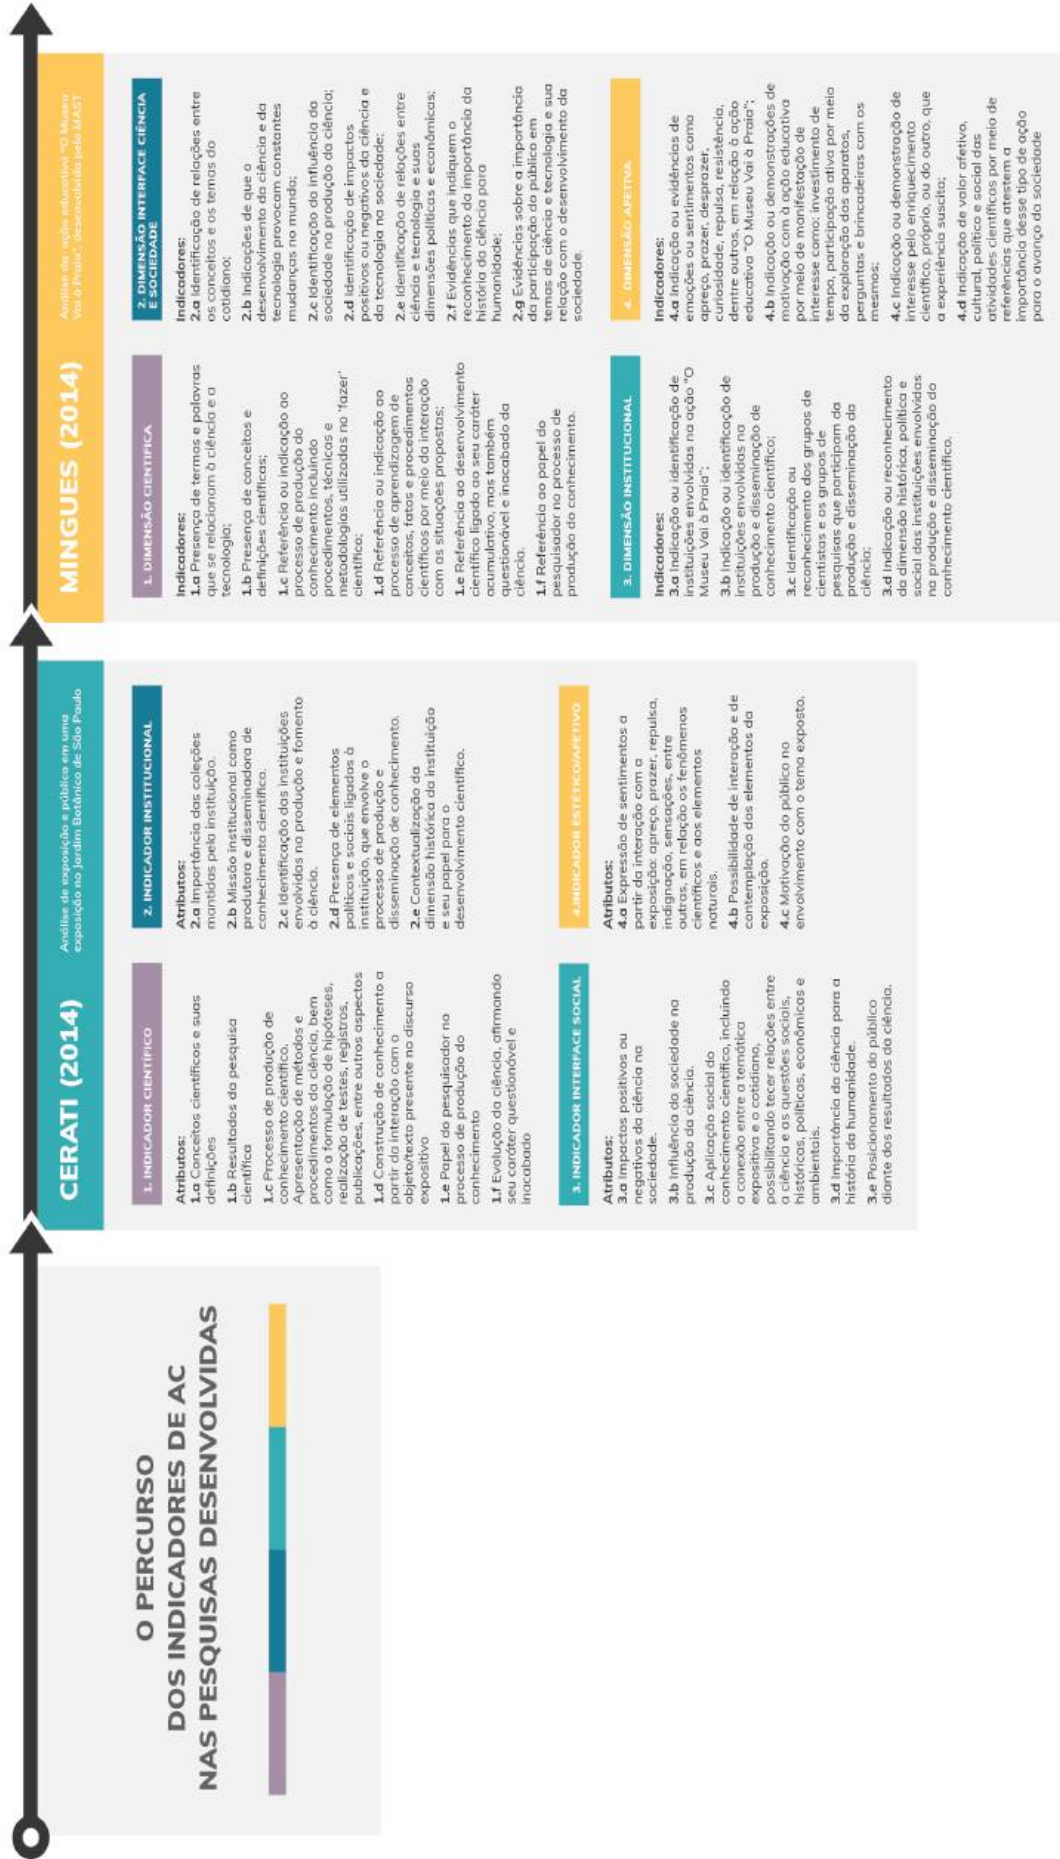 O PERCURSO
DOS INDICADORES DE AC
NAS PESQUISAS DESENVOLVIDAS
CERATI (2014)
Análise de exposição e público em uma
exposição no Jardim Botânico de São Paulo
1. INDICADOR CIENTÍFICO
Atributos:
1.a Conceitos científicos e suas
definições
1.b Resultados da pesquisa
científica
1.c Processo de produção de
conhecimento científico.
Apresentação de métodos e
procedimentos da ciência, bem
como a formulação de hipóteses,
realização de testes, registros,
publicações, entre outros aspectos
1.d Construção de conhecimento a
partir da interação com o
objeto/texto presente no discurso
expositivo
1.e Papel do pesquisador no
processo de produção do
conhecimento
1.f Evolução da ciência, afirmando
seu caráter questionável e
inacabado
2. INDICADOR INSTITUCIONAL
Atributos:
2.a Importância das coleções
mantidas pela instituição.
2.b Missão institucional como
produtora e disseminadora de
conhecimento científico.
2.c Identificação das instituições
envolvidas na produção e fomento
à ciência.
2.d Presença de elementos
políticos e sociais ligados à
instituição, que envolve o
processo de produção e
disseminação de conhecimento.
2.e Contextualização da
dimensão histórica da instituição
e seu papel para o
desenvolvimento científico.
3. INDICADOR INTERFACE SOCIAL
Atributos:
3.a Impactos positivos ou
negativos da ciência na
sociedade.
3.b Influência da sociedade na
produção da ciência.
3.c Aplicação social do
conhecimento científico, incluindo
a conexão entre a temática
expositiva e o cotidiano,
possibilitando tecer relações entre
a ciência e as questões sociais,
históricas, políticas, econômicas e
ambientais.
3.d Importância da ciência para a
história da humanidade.
3.e Posicionamento do público
diante dos resultados da ciência.
4.INDICADOR ESTÉTICO/AFETIVO
Atributos:
4.a Expressão de sentimentos a
partir da interação com a
exposição: apreço, prazer, repulsa,
indignação, sensações, entre
outros, em relação os fenômenos
científicos e aos elementos
naturais.
4.b Possibilidade de interação e de
contemplação dos elementos da
exposição.
4.c Motivação do público no
envolvimento com o tema exposto.
MINGUES (2014)
Análise da ação educativa "O Museu
Vai à Praia", desenvolvida pelo MAST
1. DIMENSÃO CIENTIFICA
Indicadores:
1.a Presença de termos e palavras
que se relacionam à ciência e a
tecnologia;
1.b Presença de conceitos e
definições científicas;
1.c Referência ou indicação ao
processo de produção do
conhecimento incluindo
procedimentos, técnicas e
metodologias utilizadas no 'fazer'
científico;
1.d Referência ou indicação ao
processo de aprendizagem de
conceitos, fatos e procedimentos
científicos por meio da interação
com as situações propostas;
1.e Referência ao desenvolvimento
científico ligado ao seu caráter
acumulativo, mas também
questionável e inacabado da
ciência.
1.f Referência ao papel do
pesquisador no processo de
produção do conhecimento.
2. DIMENSÃO INTERFACE CIÊNCIA
E SOCIEDADE
Indicadores:
2.a Identificação de relações entre
os conceitos e os temas do
cotidiano;
2.b Indicações de que o
desenvolvimento da ciência e da
tecnologia provocam constantes
mudanças no mundo;
2.c Identificação da influência da
sociedade na produção da ciência;
2.d Identificação de impactos
positivos ou negativos da ciência e
da tecnologia na sociedade;
2.e Identificação de relações entre
ciência e tecnologia e suas
dimensões políticas e econômicas;
2.f Evidências que indiquem o
reconhecimento da importância da
história da ciência para
humanidade;
2.g Evidências sobre a importância
da participação do público em
temas de ciência e tecnologia e sua
relação com o desenvolvimento da
sociedade.
3. DIMENSÃO INSTITUCIONAL
Indicadores:
3.a Indicação ou identificação de
instituições envolvidas na ação "O
Museu Vai à Praia";
3.b Indicação ou identificação de
instituições envolvidas na
produção e disseminação de
conhecimento científico;
3.c Identificação ou
reconhecimento dos grupos de
cientistas e os grupos de
pesquisas que participam da
produção e disseminação da
ciência;
3.d Indicação ou reconhecimento
da dimensão histórica, política e
social das instituições envolvidas
na produção e disseminação do
conhecimento científico.
4. DIMENSÃO AFETIVA
Indicadores:
4.a Indicação ou evidências de
emoções ou sentimentos como
apreço, prazer, desprazer,
curiosidade, repulsa, resistência,
dentre outros, em relação à ação
educativa "O Museu Vai à Praia";
4.b Indicação ou demonstrações de
motivação com à ação educativa
por meio de manifestação de
interesse como: investimento de
tempo, participação ativa por meio
da exploração dos aparatos,
perguntas e brincadeiras com os
mesmos;
4.c Indicação ou demonstração de
interesse pelo enriquecimento
científico, próprio, ou do outro, que
a experiência suscita;
4.d Indicação de valor afetivo,
cultural, político e social das
atividades científicas por meio de
referências que atestem a
importância desse tipo de ação
para o avanço da sociedade